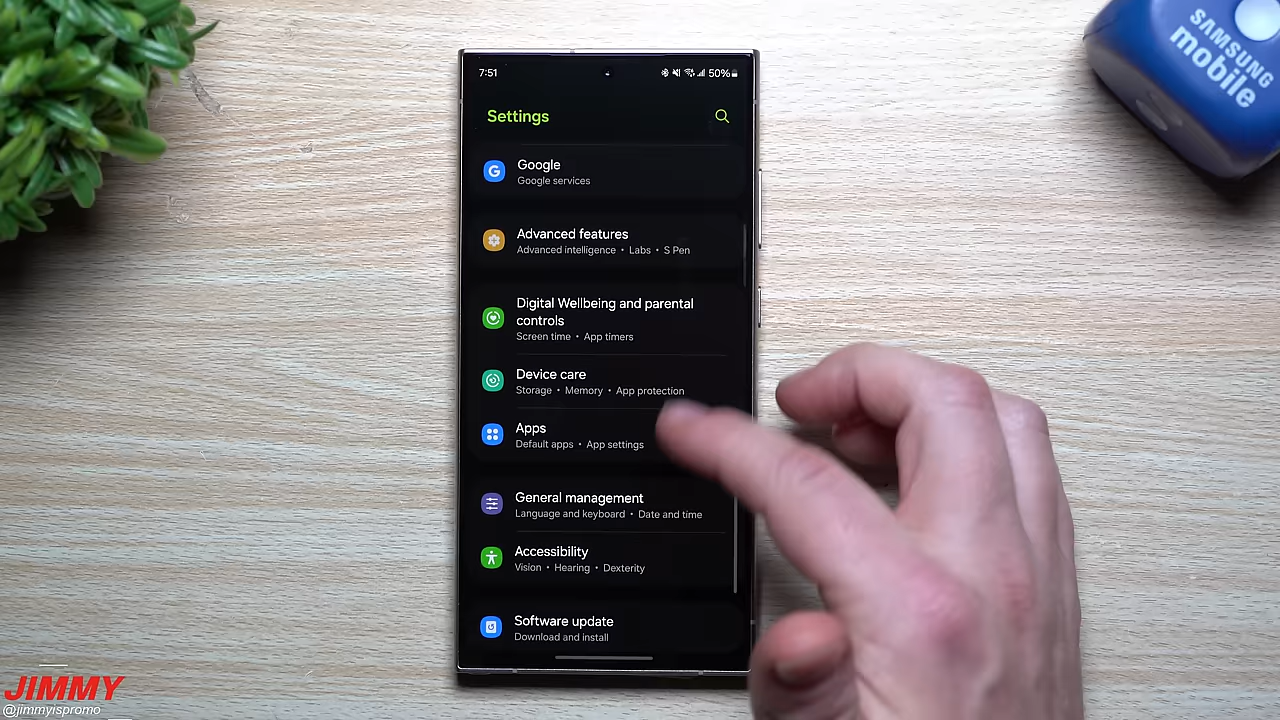 7:51
50%
Settings
Google
Google services
Advanced features
Advanced intelligence • Labs • S Pen
Digital Wellbeing and parental
controls
Screen time • App timers
Device care
Storage • Memory • App protection
Apps
Default apps • App settings
General management
Language and keyboard • Date and time
Accessibility
Vision • Hearing • Dexterity
Software update
Download and install
SAMSUNG
mobile
JIMMY
@jimmyispromo